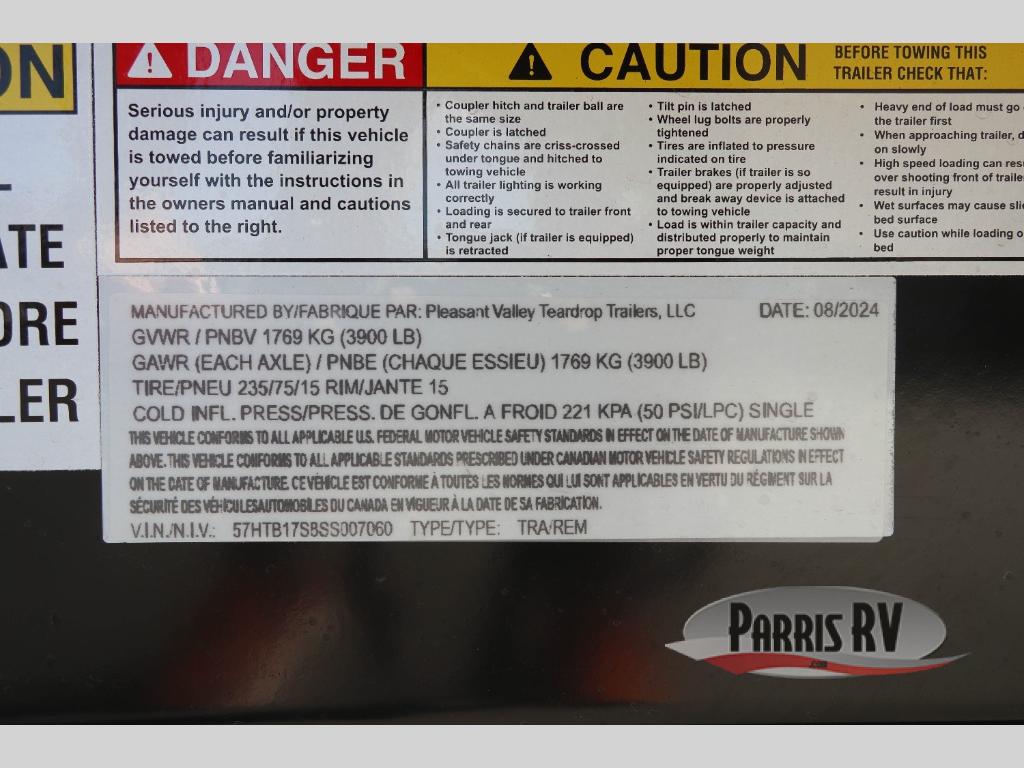 ON
DANGER
CAUTION
BEFORE TOWING THIS
TRAILER CHECK THAT:
Serious injury and/or property
damage can result if this vehicle
is towed before familiarizing
yourself with the instructions in
the owners manual and cautions
listed to the right.
• Coupler hitch and trailer ball are
the same size
• Coupler is latched
• Safety chains are criss-crossed
under tongue and hitched to
towing vehicle
• All trailer lighting is working
correctly
• Loading is secured to trailer front
and rear
• Tongue jack (if trailer is equipped)
is retracted
• Tilt pin is latched
• Wheel lug bolts are properly
tightened
• Tires are inflated to pressure
indicated on tire
• Trailer brakes (if trailer is so
equipped) are properly adjusted
and break away device is attached
to towing vehicle
• Load is within trailer capacity and
distributed properly to maintain
proper tongue weight
• Heavy end of load must go
the trailer first
• When approaching trailer, d
on slowly
• High speed loading can res
over shooting front of traile
result in injury
• Wet surfaces may cause sli
bed surface
• Use caution while loading o
bed
ATE
ORE
LER
MANUFACTURED BY/FABRIQUE PAR: Pleasant Valley Teardrop Trailers, LLC DATE: 08/2024
GVWR / PNBV 1769 KG (3900 LB)
GAWR (EACH AXLE) / PNBE (CHAQUE ESSIEU) 1769 KG (3900 LB)
TIRE/PNEU 235/75/15 RIM/JANTE 15
COLD INFL. PRESS/PRESS. DE GONFL. A FROID 221 KPA (50 PSI/LPC) SINGLE
THIS VEHICLE CONFORMS TO ALL APPLICABLE U.S. FEDERAL MOTOR VEHICLE SAFETY STANDARDS IN EFFECT ON THE DATE OF MANUFACTURE SHOWN
ABOVE. THIS VEHICLE CONFORMS TO ALL APPLICABLE STANDARDS PRESCRIBED UNDER CANADIAN MOTOR VEHICLE SAFETY REGULATIONS IN EFFECT
ON THE DATE OF MANUFACTURE. CE VÉHICLE EST CONFORME À TOUTES LES NORMES QUI LUI SONT APPLICABLES EN VERTU DU RÉGIMENT SUR LA
SÉCURITÉ DES VÉHICULESAUTOMOBILES DU CANADA EN VIGUEUR À LA DATE DE SA FABRICATION.
V.I.N./N.I.V.: 57HTB17S8SS007060 TYPE/TYPE: TRA/REM
PARRIS RV
.com